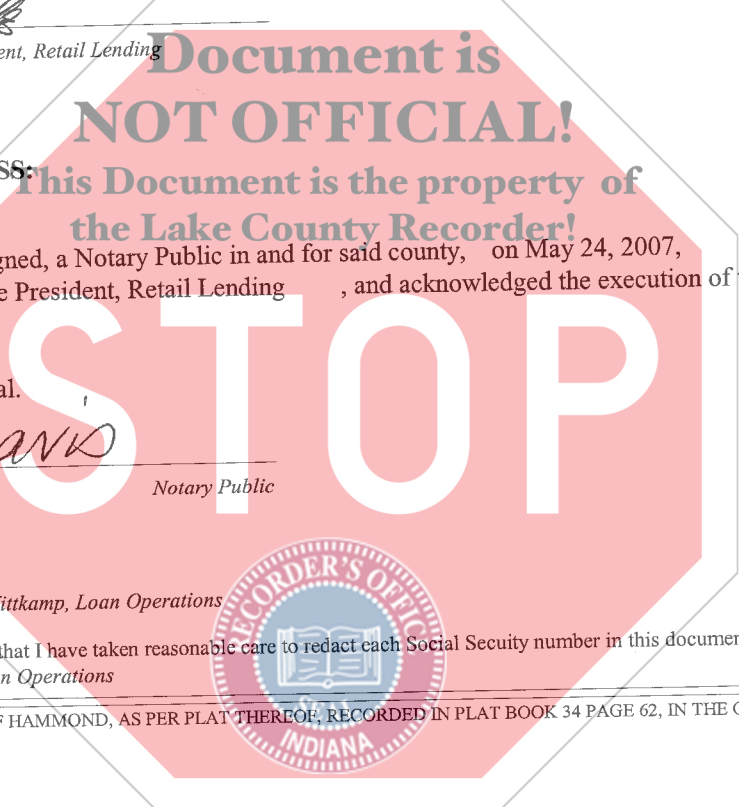 ent, Retail Lending
Document is
NOT OFFICIAL!
SS:
This Document is the property of
the Lake County Recorder!
gned, a Notary Public in and for said county, on May 24, 2007,
e President, Retail Lending , and acknowledged the execution of
STOP
al.
Notary Public
RECORDER'S OFFIC
ittkamp, Loan Operations
that I have taken reasonable care to redact each Social Secuity number in this documen
n Operations
SEAL
F HAMMOND, AS PER PLAT THEREOF, RECORDED IN PLAT BOOK 34 PAGE 62, IN THE
INDIANA